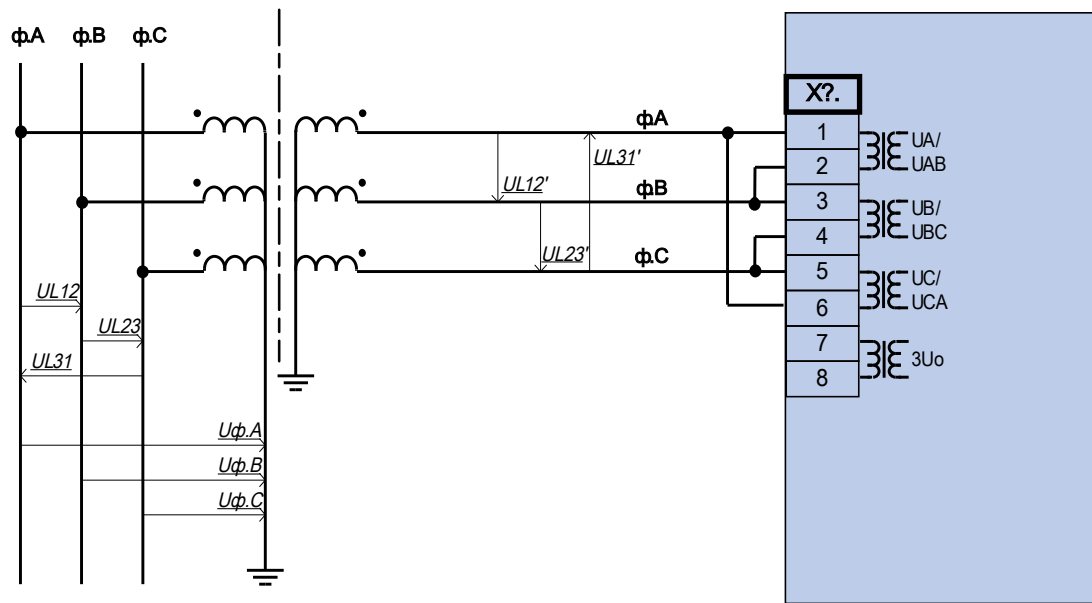 ф.А ф.В ф.С
Х?.
ф.А
1
UA/
UAB
UL31'
2
UL12'
ф.В
3
UB/
UBC
4
UL23'
ф.С
5
UC/
UCA
6
UL12
UL23
7
3Uo
UL31
8
Uф.А
Uф.В
Uф.С